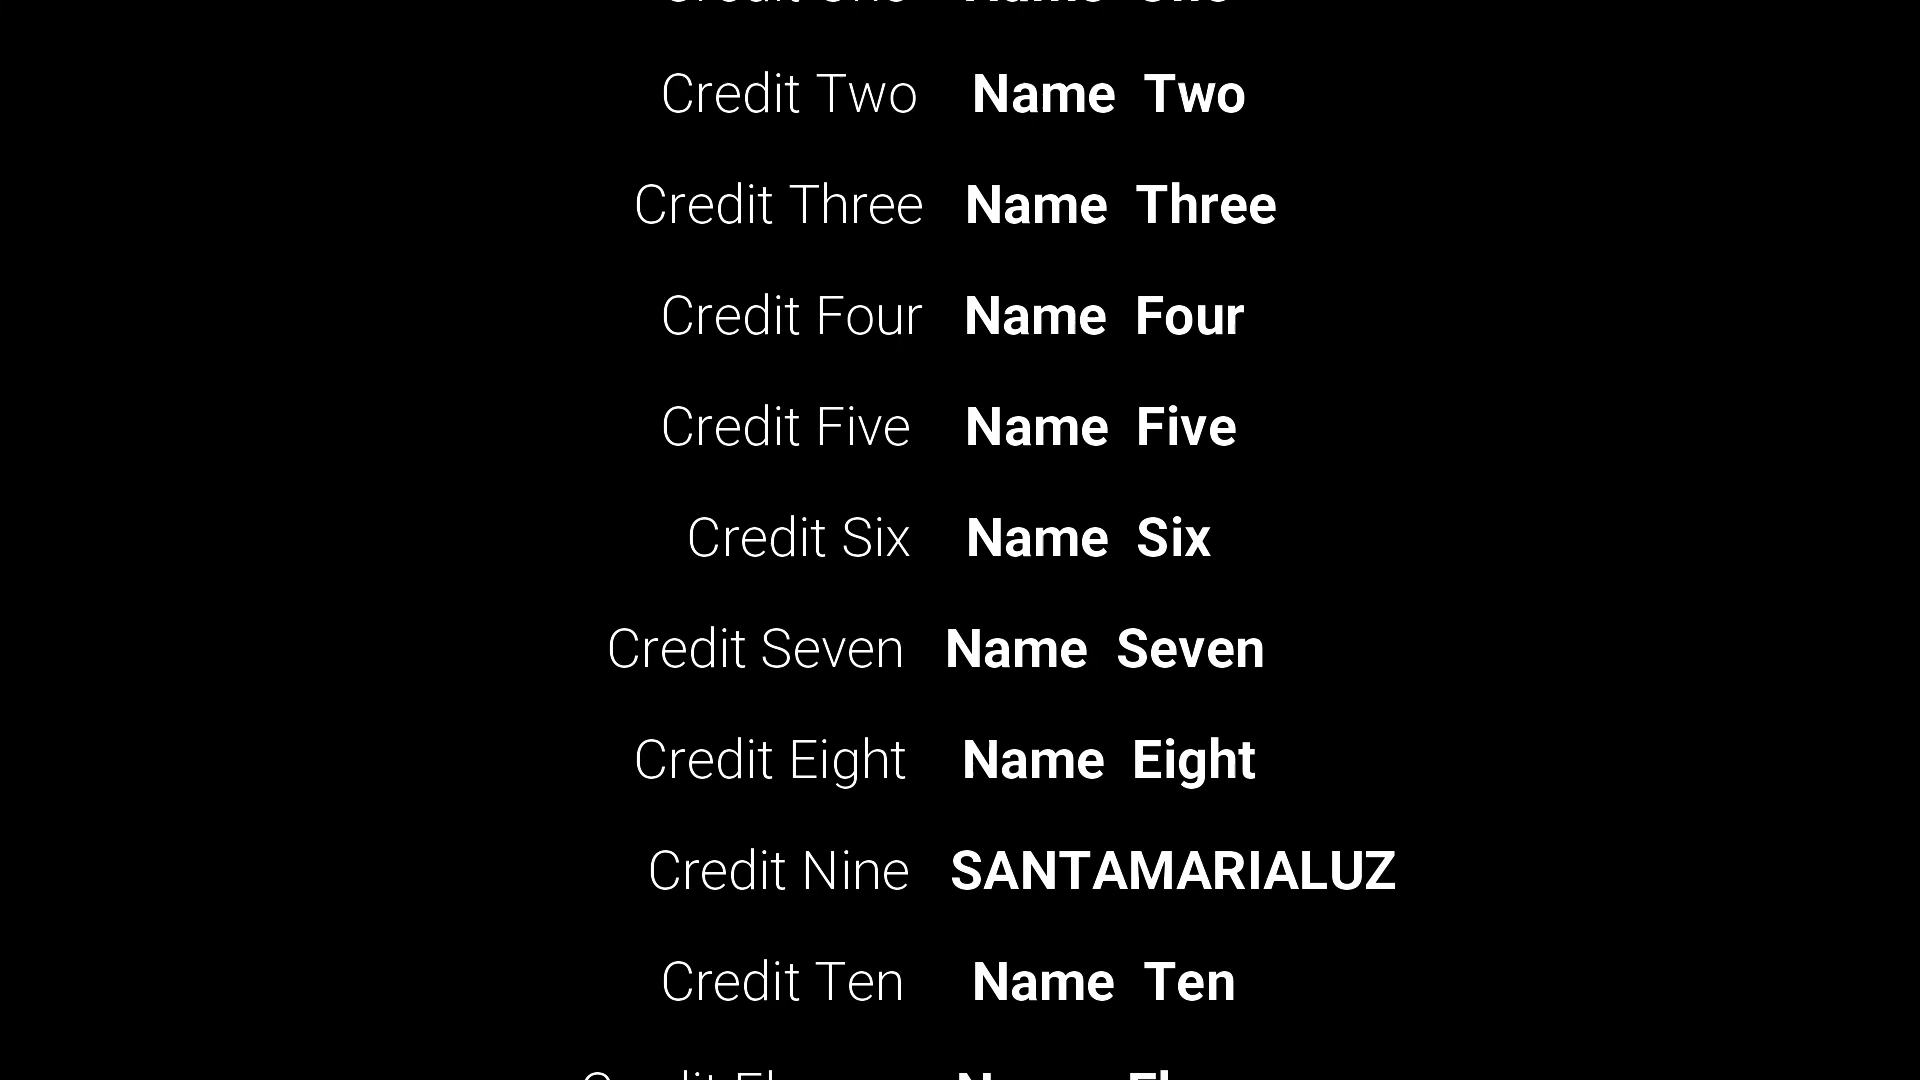 Credit Two Name Two
Credit Three Name Three
Credit Four Name Four
Credit Five Name Five
Credit Six Name Six
Credit Seven Name Seven
Credit Eight Name Eight
Credit Nine SANTAMARIALUZ
Credit Ten Name Ten